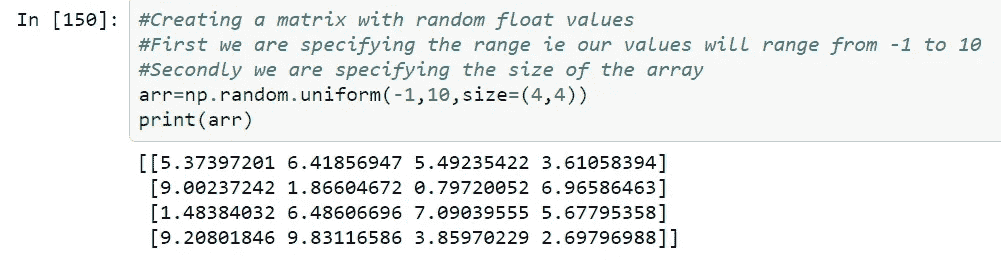 In [150]: #Creating a matrix with random float values
#First we are specifying the range ie our values will range from -1 to 10
#Secondly we are specifying the size of the array
arr=np.random.uniform(-1,10,size=(4,4))
print(arr)
[[5.37397201 6.41856947 5.49235422 3.61058394]
[9.00237242 1.86604672 0.79720052 6.96586463]
[1.48384032 6.48606696 7.09039555 5.67795358]
[9.20801846 9.83116586 3.85970229 2.69796988]]